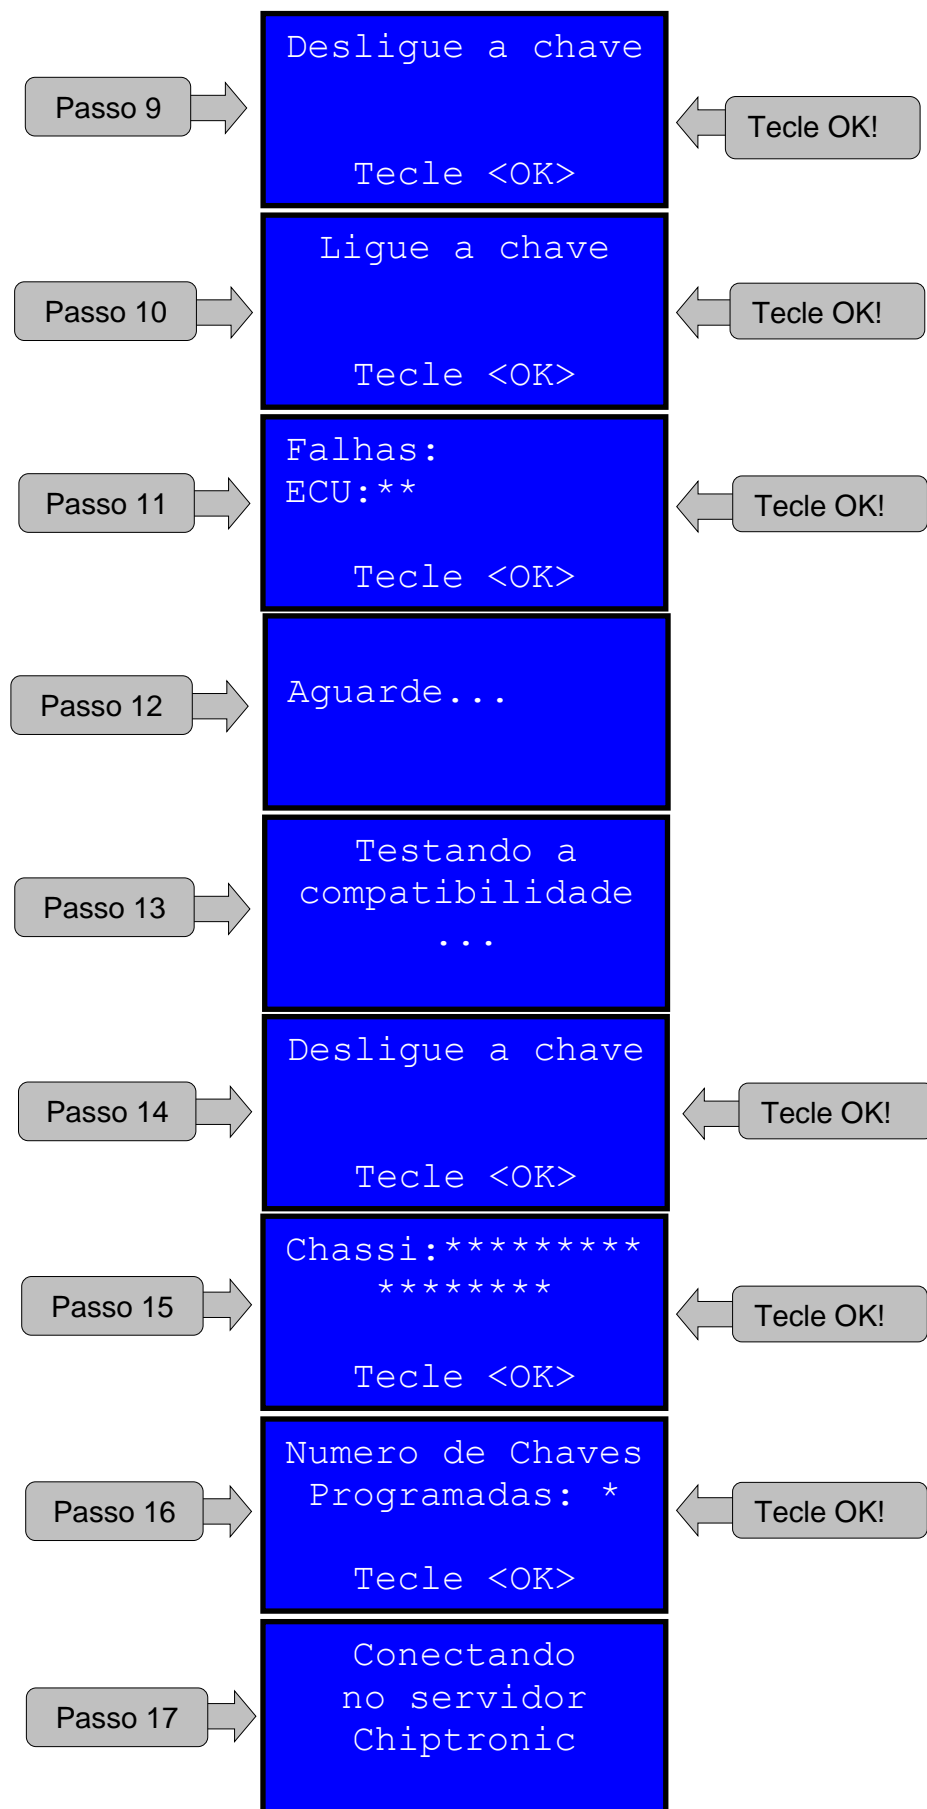 Passo 9
Desligue a chave
Tecle <OK>
Tecle OK!
Passo 10
Ligue a chave
Tecle <OK>
Tecle OK!
Passo 11
Falhas:
ECU:**
Tecle <OK>
Tecle OK!
Passo 12
Aguarde...
Passo 13
Testando a
compatibilidade
...
Passo 14
Desligue a chave
Tecle <OK>
Tecle OK!
Passo 15
Chassi:*********
********
Tecle <OK>
Tecle OK!
Passo 16
Numero de Chaves
Programadas: *
Tecle <OK>
Tecle OK!
Passo 17
Conectando
no servidor
Chiptronic